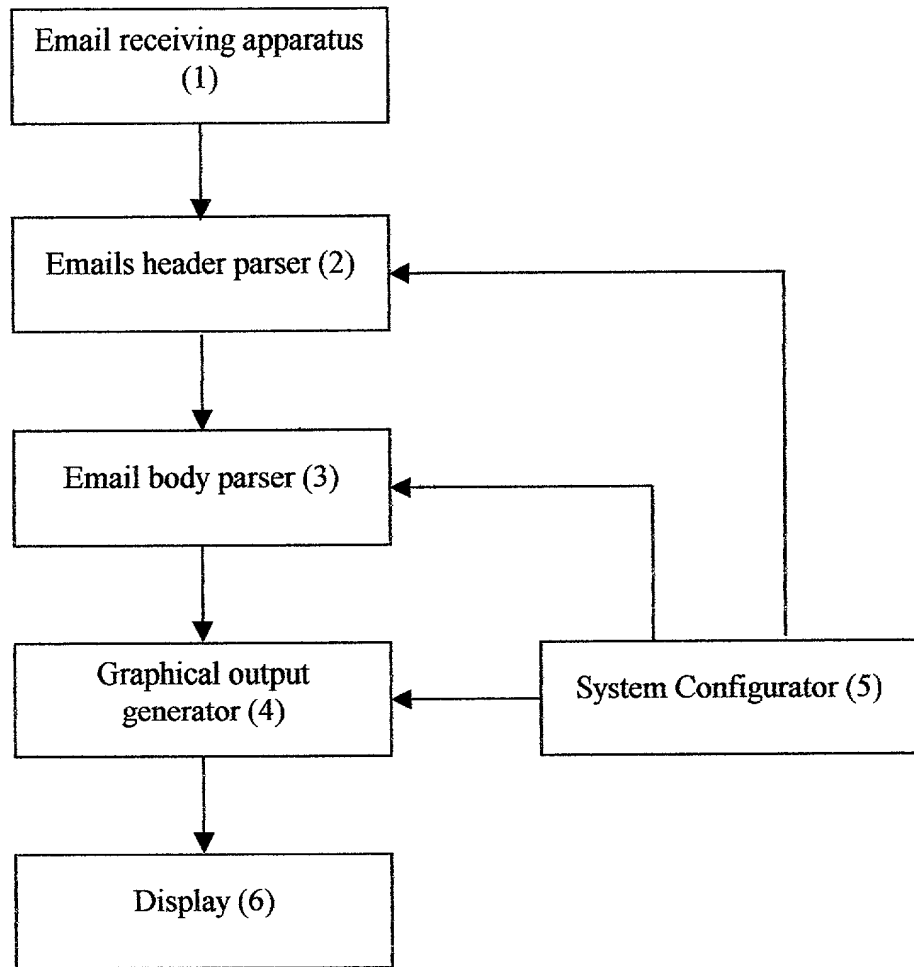 Email receiving apparatus
(1)
Emails header parser (2)
Email body parser (3)
Graphical output
generator (4)
System Configurator (5)
Display (6)